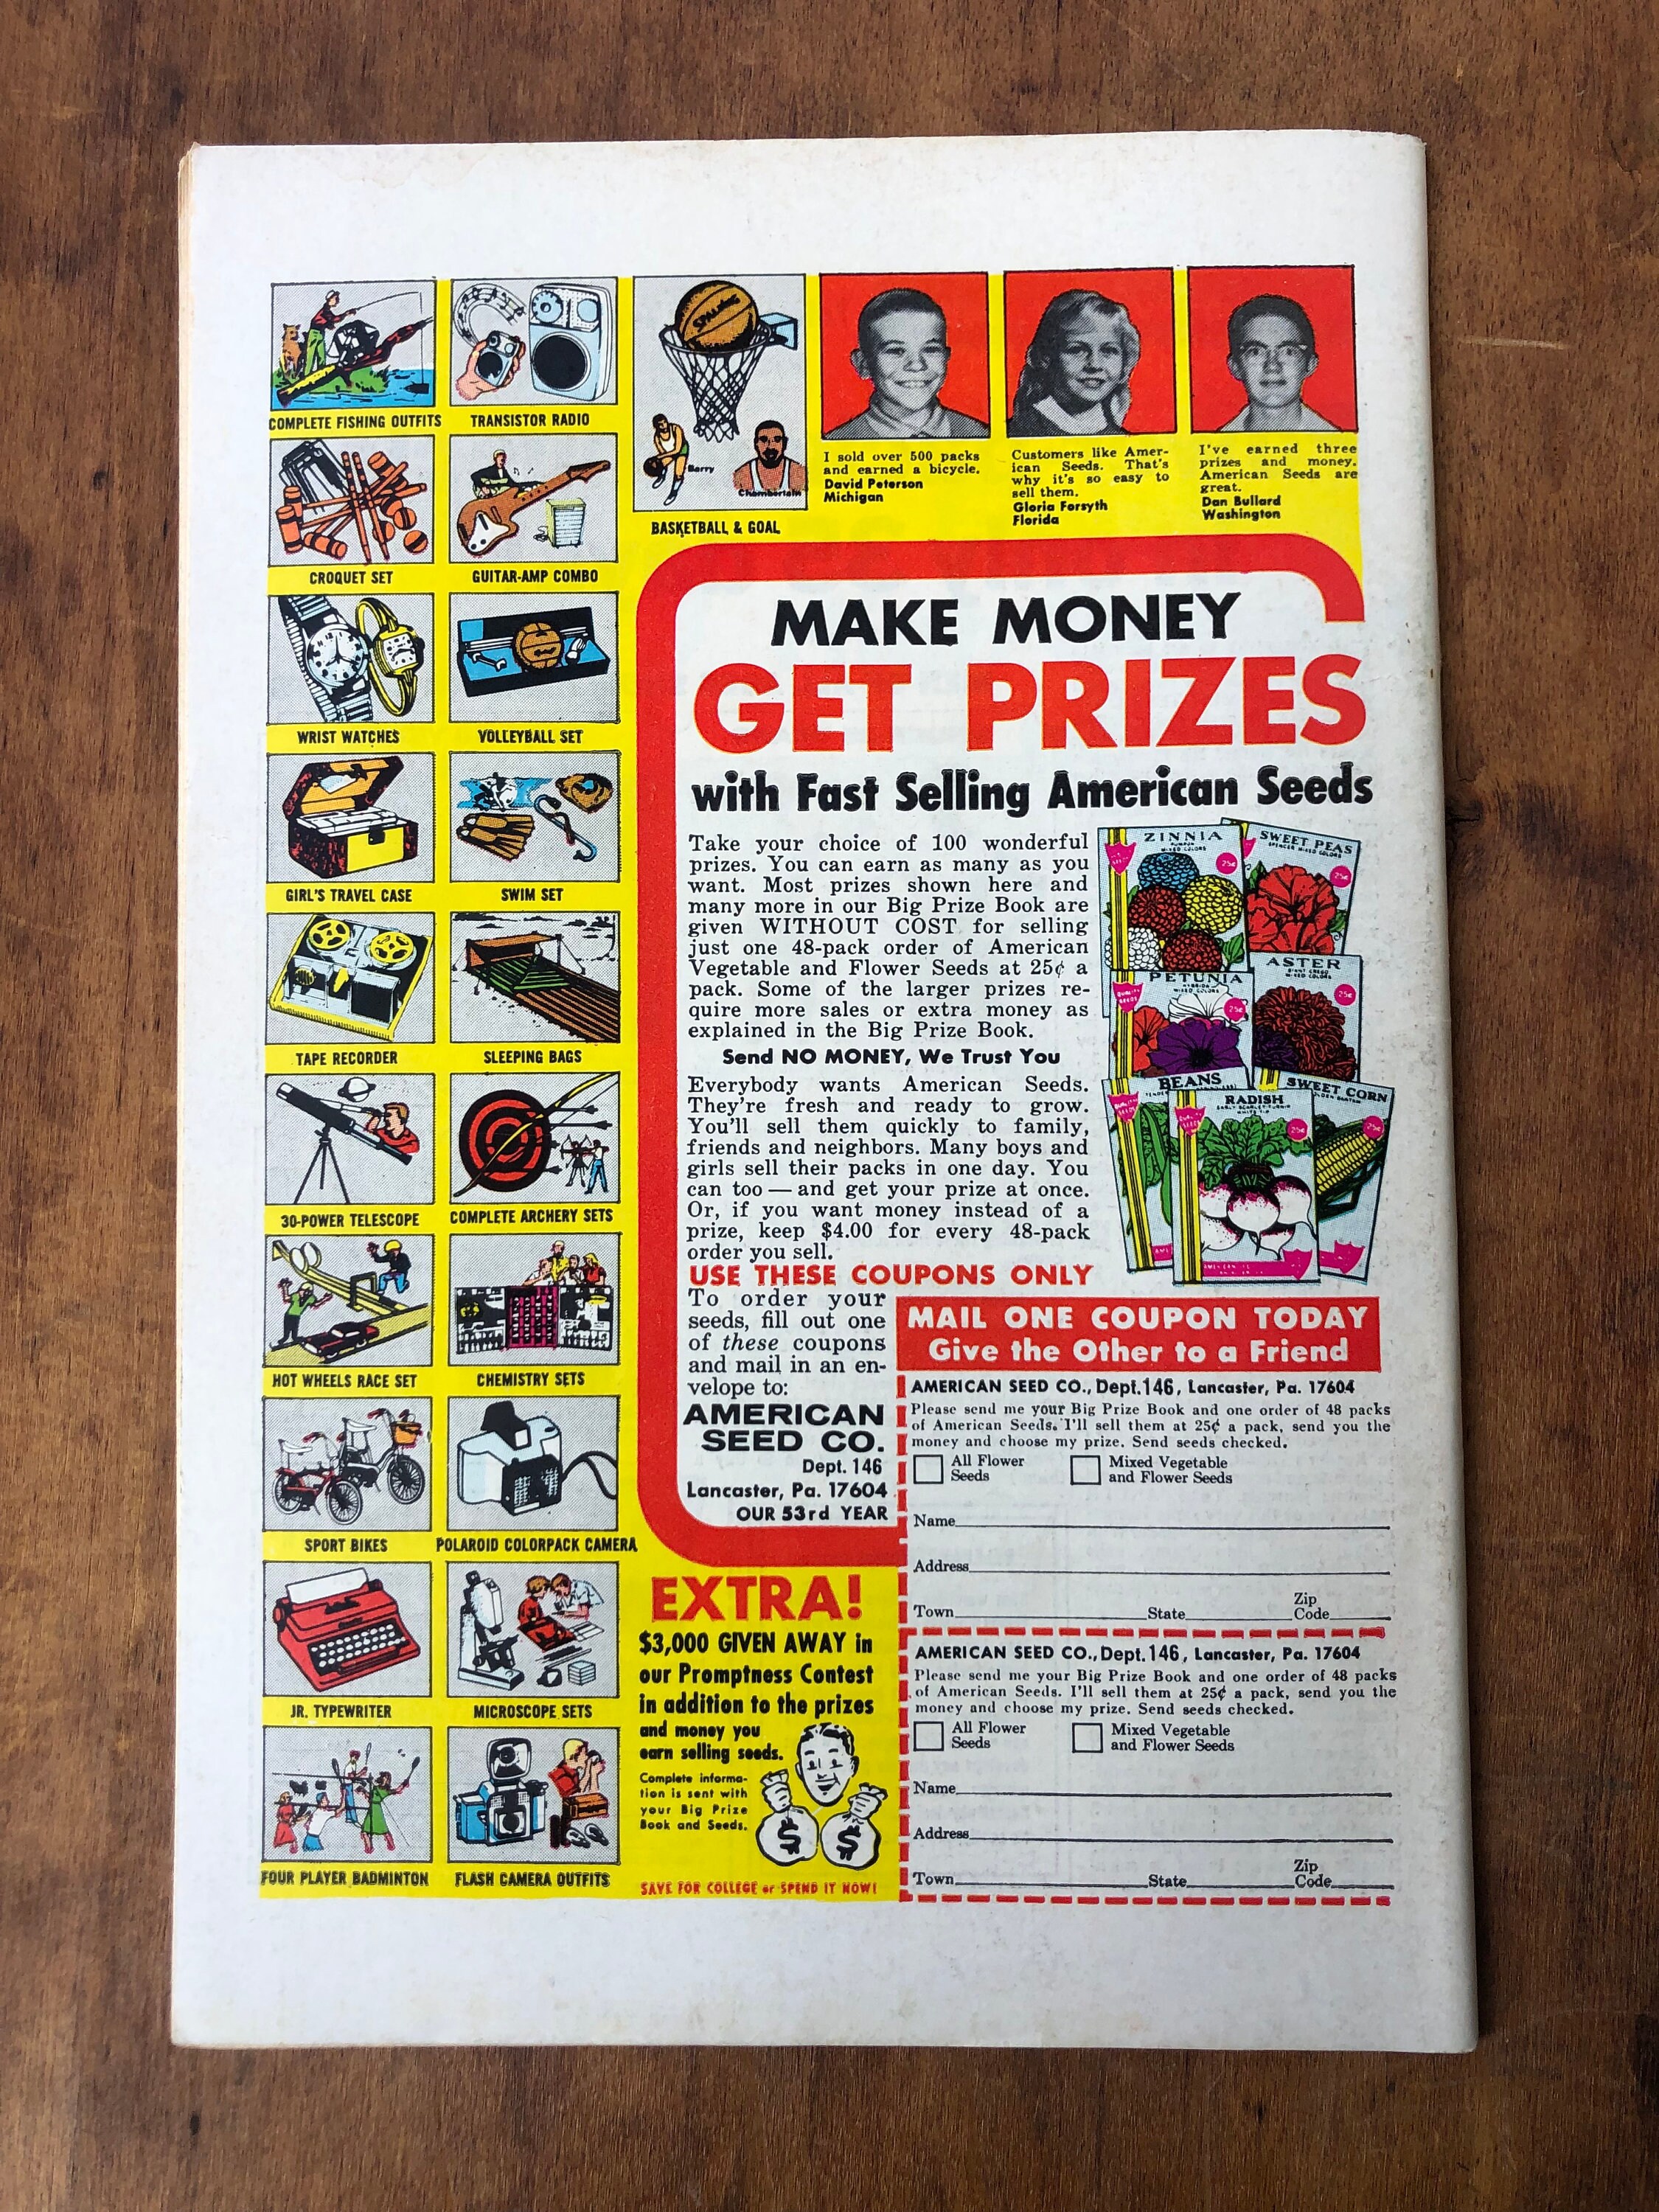 COMPLETE FISHING OUTFITS
TRANSISTOR RADIO
SPALDING
Barry
Chamberlain
BASKETBALL & GOAL
I sold over 500 packs
and earned a bicycle.
David Peterson
Michigan
Customers like Amer-
ican Seeds. That's
why it's so easy to
sell them.
Gloria Forsyth
Florida
I've earned three
prizes and money.
American Seeds are
great.
Dan Bullard
Washington
CROQUET SET
GUITAR-AMP COMBO
WRIST WATCHES
VOLLEYBALL SET
GIRL'S TRAVEL CASE
SWIM SET
TAPE RECORDER
SLEEPING BAGS
30-POWER TELESCOPE
COMPLETE ARCHERY SETS
HOT WHEELS RACE SET
CHEMISTRY SETS
SPORT BIKES
POLAROID COLORPACK CAMERA
JR. TYPEWRITER
MICROSCOPE SETS
FOUR PLAYER BADMINTON
FLASH CAMERA OUTFITS
MAKE MONEY
GET PRIZES
with Fast Selling American Seeds
Take your choice of 100 wonderful
prizes. You can earn as many as you
want. Most prizes shown here and
many more in our Big Prize Book are
given WITHOUT COST for selling
just one 48-pack order of American
Vegetable and Flower Seeds at 25¢ a
pack. Some of the larger prizes re-
quire more sales or extra money as
explained in the Big Prize Book.
Send NO MONEY, We Trust You
Everybody wants American Seeds.
They're fresh and ready to grow.
You'll sell them quickly to family,
friends and neighbors. Many boys and
girls sell their packs in one day. You
can too — and get your prize at once.
Or, if you want money instead of a
prize, keep $4.00 for every 48-pack
order you sell.
ZINNIA
MIXED COLORS
25¢
SWEET PEAS
SPENCER MIXED COLORS
25¢
PETUNIA
MIXED COLORS
25¢
QUALITY SEEDS
ASTER
MIXED COLORS
25¢
BEANS
QUALITY SEEDS
RADISH
25¢
SWEET CORN
25¢
USE THESE COUPONS ONLY
To order your
seeds, fill out one
of these coupons
and mail in an en-
velope to:
AMERICAN
SEED CO.
Dept. 146
Lancaster, Pa. 17604
OUR 53rd YEAR
MAIL ONE COUPON TODAY
Give the Other to a Friend
AMERICAN SEED CO., Dept. 146, Lancaster, Pa. 17604
Please send me your Big Prize Book and one order of 48 packs
of American Seeds. I'll sell them at 25¢ a pack, send you the
money and choose my prize. Send seeds checked.
All Flower
Seeds
Mixed Vegetable
and Flower Seeds
Name
Address
Town State Zip
Code
AMERICAN SEED CO., Dept. 146, Lancaster, Pa. 17604
Please send me your Big Prize Book and one order of 48 packs
of American Seeds. I'll sell them at 25¢ a pack, send you the
money and choose my prize. Send seeds checked.
All Flower
Seeds
Mixed Vegetable
and Flower Seeds
Name
Address
Town State Zip
Code
EXTRA!
$3,000 GIVEN AWAY in
our Promptness Contest
in addition to the prizes
and money you
earn selling seeds.
Complete informa-
tion is sent with
your Big Prize
Book and Seeds.
$ $
SAVE FOR COLLEGE or SPEND IT NOW!